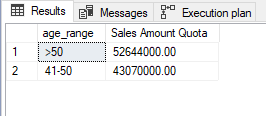 Results Messages Execution plan
age_range Sales Amount Quota
1 >50 52644000.00
2 41-50 43070000.00